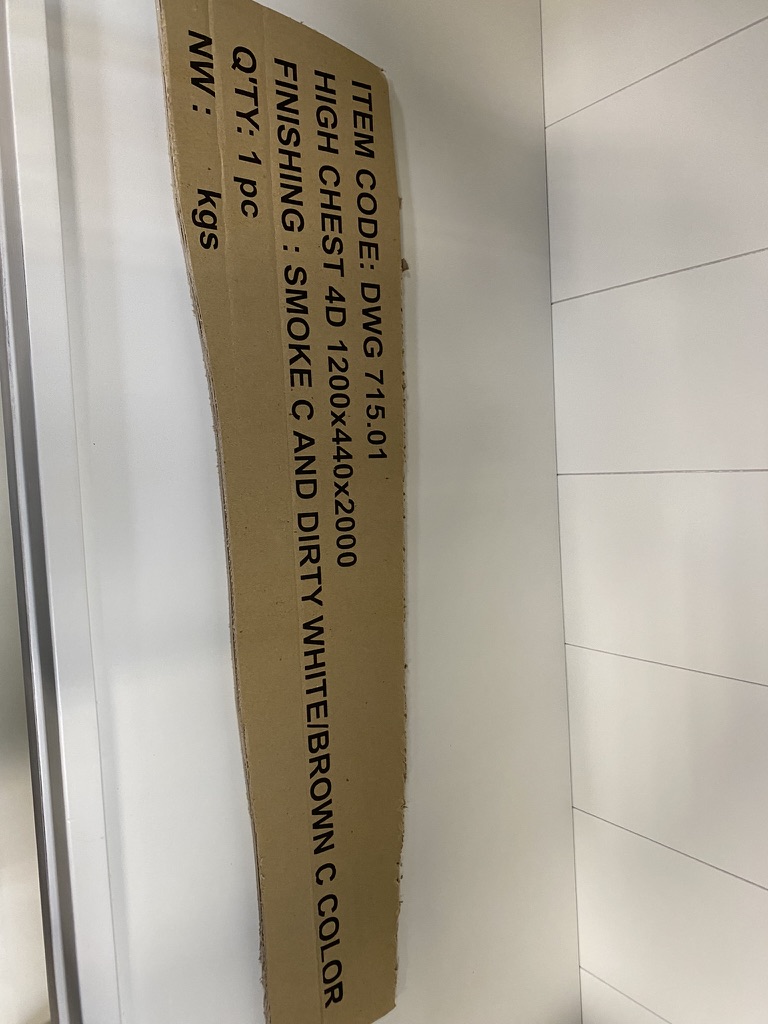 ITEM CODE: DWG 715.01
HIGH CHEST 4D 1200x440x2000
FINISHING : SMOKE C AND DIRTY WHITE/BROWN C COLOR
Q'TY: 1 pc
NW : kgs